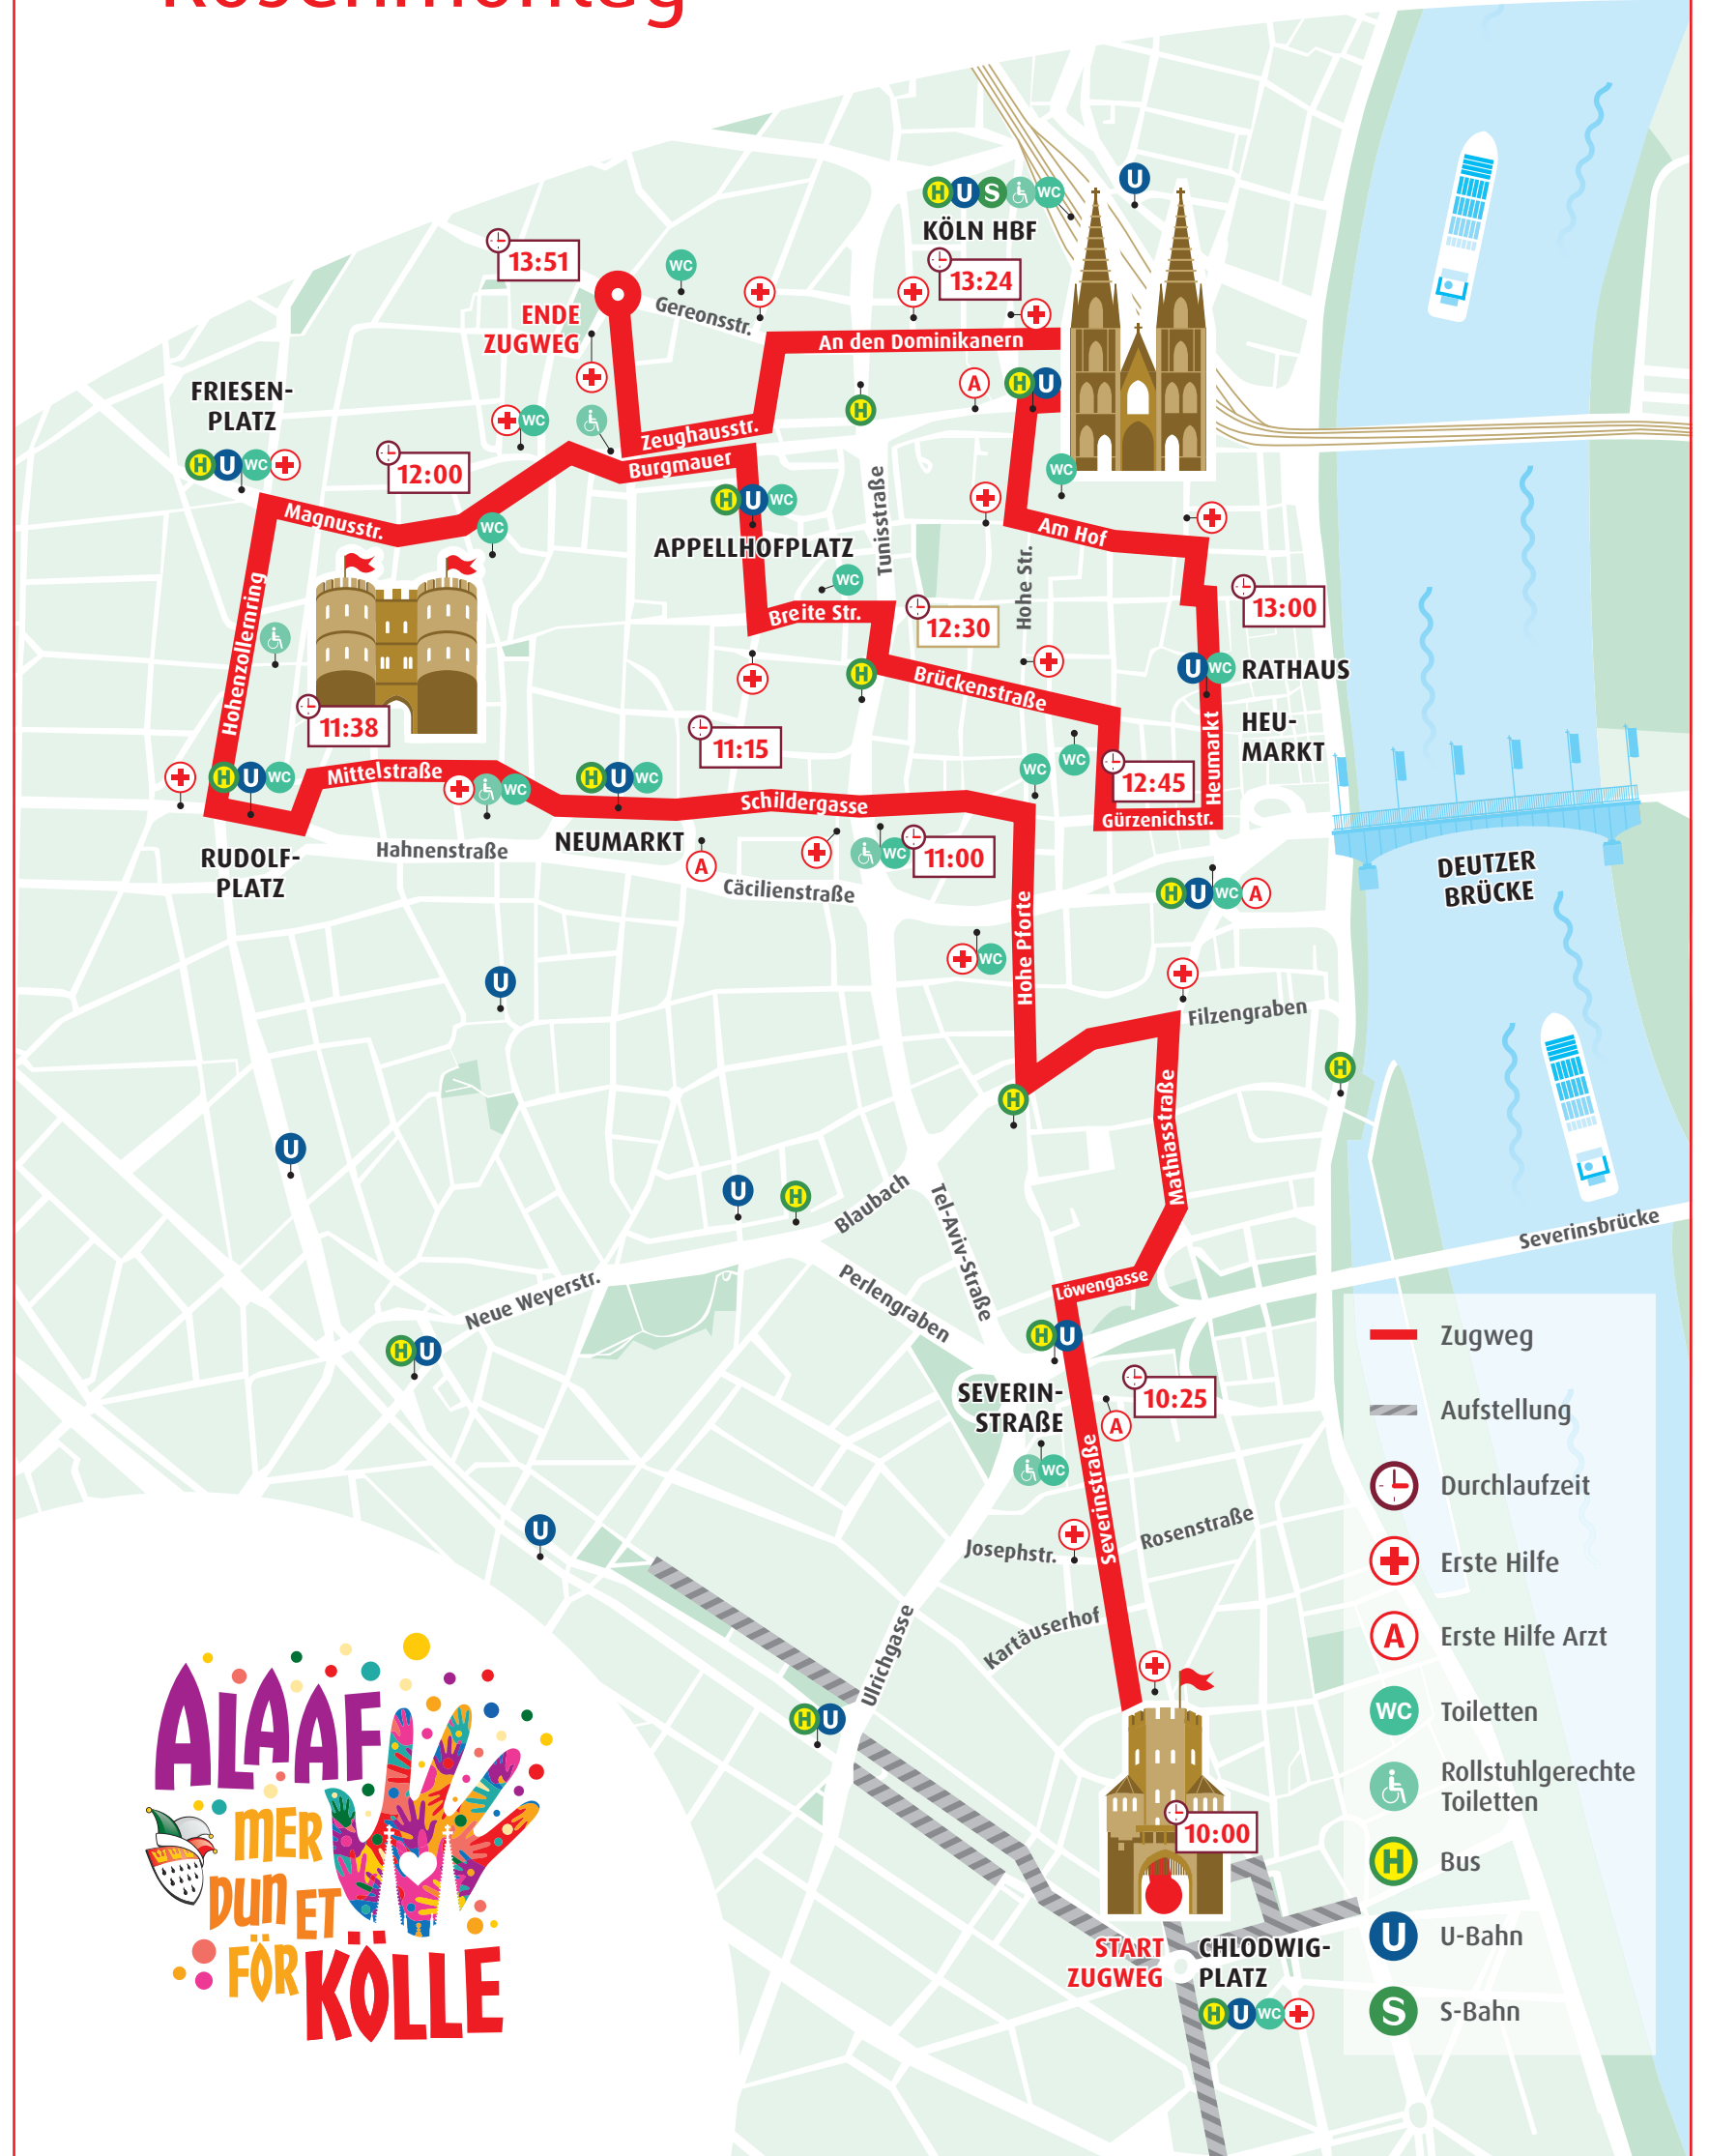 Rosenmontag
KÖLN HBF
13:24
13:51
ENDE
ZUGWEG
Gereonsstr.
An den Dominikanern
FRIESEN-
PLATZ
12:00
Zeughausstr.
Burgmauer
Magnusstr.
APPELLHOFPLATZ
Tunisstraße
Am Hof
Hohe Str.
Breite Str.
12:30
13:00
RATHAUS
HEU-
MARKT
Heumarkt
Brückenstraße
Hohenzollernring
11:38
11:15
12:45
Gürzenichstr.
Mittelstraße
Schildergasse
NEUMARKT
11:00
RUDOLF-
PLATZ
Hahnenstraße
Cäcilienstraße
DEUTZER
BRÜCKE
Hohe Pforte
Filzengraben
Mathiasstraße
Blaubach
Tel-Aviv-Straße
Severinsbrücke
Neue Weyerstr.
Perlengraben
Löwengasse
SEVERIN-
STRAßE
10:25
Severinstraße
Rosenstraße
Josephstr.
Kartäuserhof
Ulrichgasse
10:00
START
ZUGWEG
CHLODWIG-
PLATZ
H U WC
H U S WC
U
WC
A
H
Zugweg
Aufstellung
Durchlaufzeit
Erste Hilfe
A Erste Hilfe Arzt
WC Toiletten
Rollstuhlgerechte
Toiletten
H Bus
U U-Bahn
S S-Bahn
ALAAF
MER
DUN ET
FÖR KÖLLE